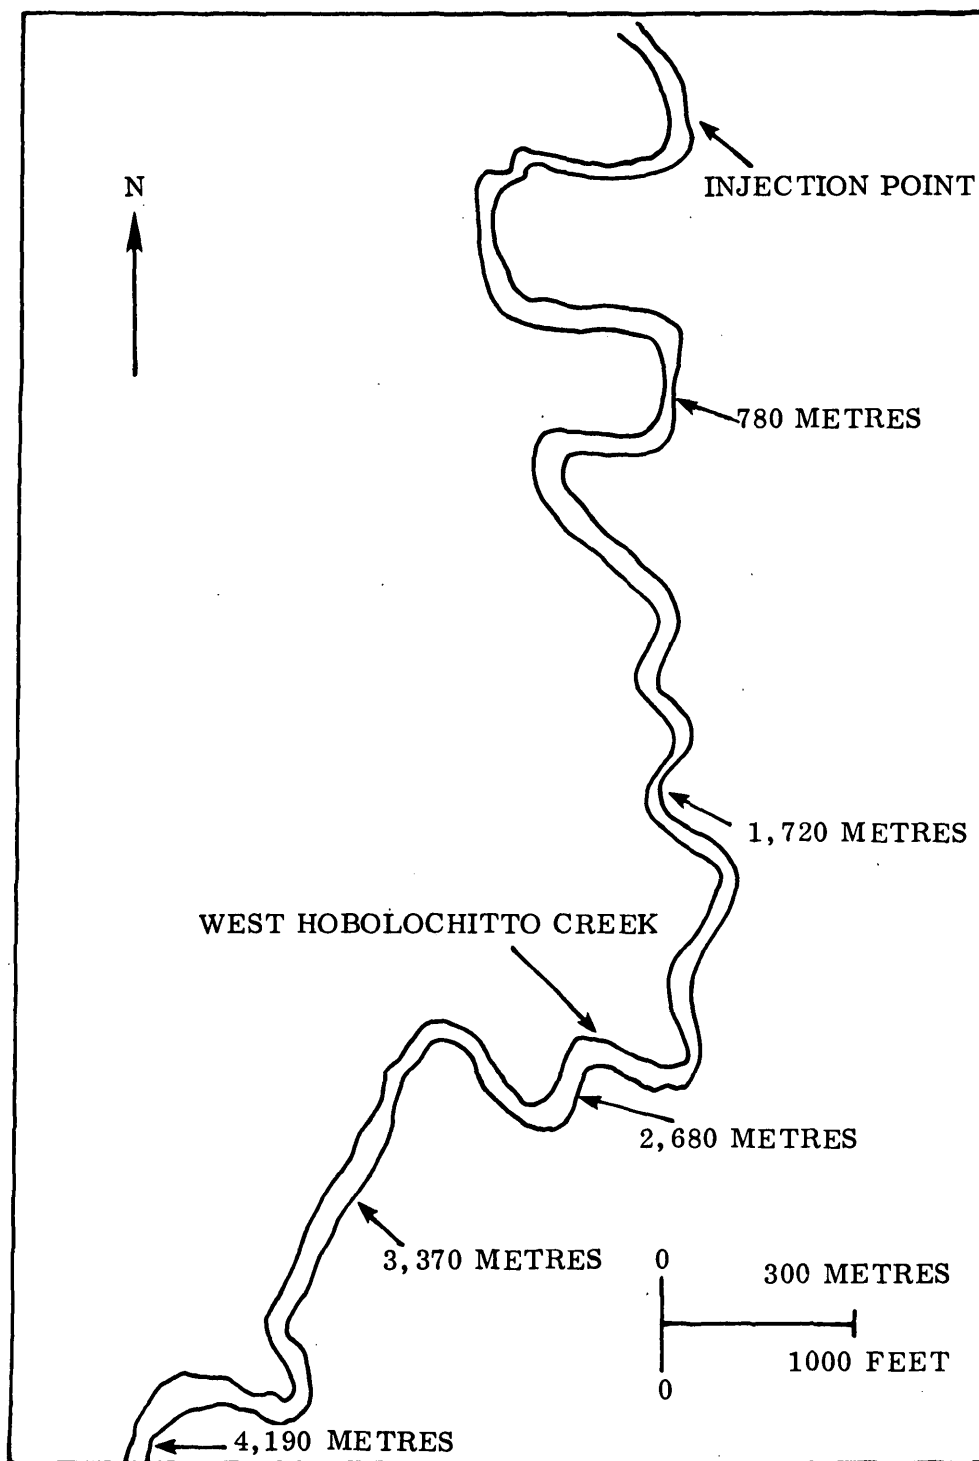 INJECTION POINT
N
780 METRES
1,720 METRES
WEST HOBOLOCHITTO CREEK
2,680 METRES
3,370 METRES
0
300 METRES
1000 FEET
0
4,190 METRES